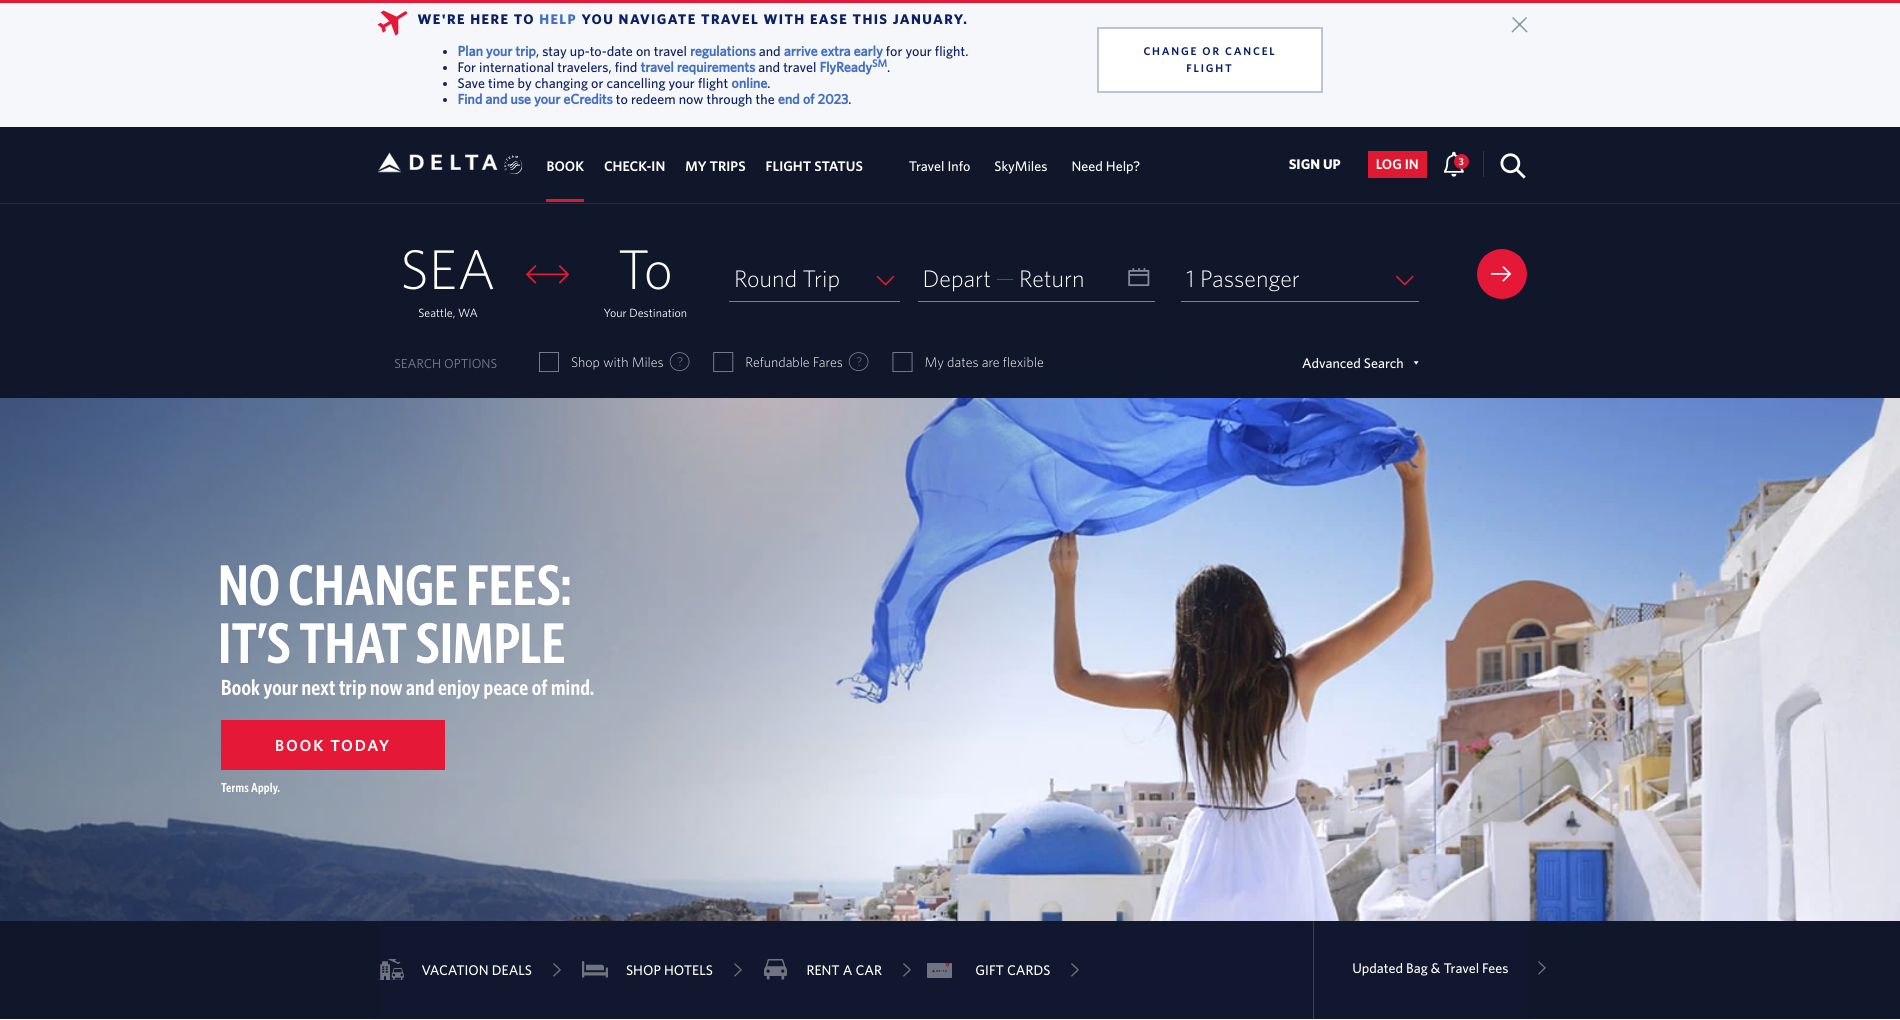 WE'RE HERE TO HELP YOU NAVIGATE TRAVEL WITH EASE THIS JANUARY.
• Plan your trip, stay up-to-date on travel regulations and arrive extra early for your flight.
• For international travelers, find travel requirements and travel FlyReadySM.
• Save time by changing or cancelling your flight online.
• Find and use your eCredits to redeem now through the end of 2023.
CHANGE OR CANCEL
FLIGHT
DELTA
BOOK
CHECK-IN
MY TRIPS
FLIGHT STATUS
Travel Info
SkyMiles
Need Help?
SIGN UP
LOG IN
3
SEA
Seattle, WA
To
Your Destination
Round Trip
Depart — Return
1 Passenger
SEARCH OPTIONS
Shop with Miles ?
Refundable Fares ?
My dates are flexible
Advanced Search
NO CHANGE FEES:
IT'S THAT SIMPLE
Book your next trip now and enjoy peace of mind.
BOOK TODAY
Terms Apply.
VACATION DEALS
SHOP HOTELS
RENT A CAR
GIFT CARDS
Updated Bag & Travel Fees